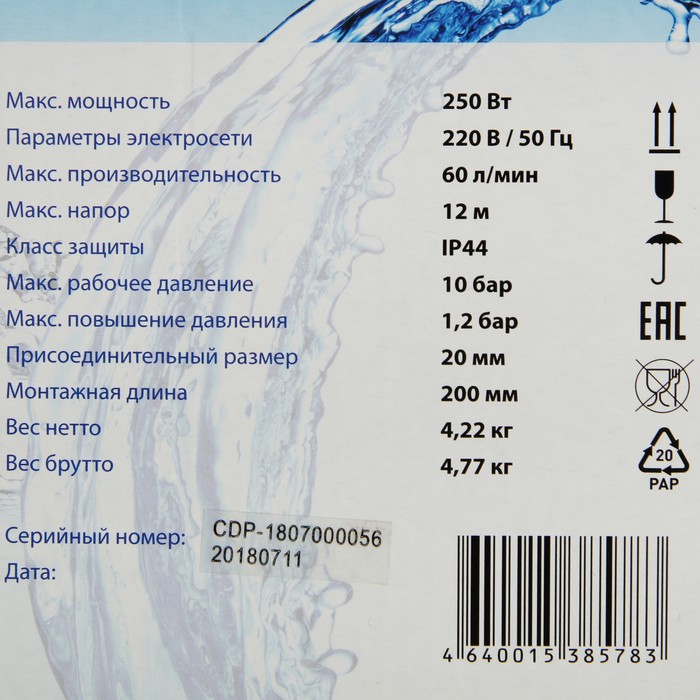 Макс. мощность 250 Вт
Параметры электросети 220 В / 50 Гц
Макс. производительность 60 л/мин
Макс. напор 12 м
Класс защиты IP44
Макс. рабочее давление 10 бар
Макс. повышение давления 1,2 бар
Присоединительный размер 20 мм
Монтажная длина 200 мм
Вес нетто 4,22 кг
Вес брутто 4,77 кг
EAC
20
PAP
Серийный номер: CDP-1807000056
Дата: 20180711
4 640015 385783